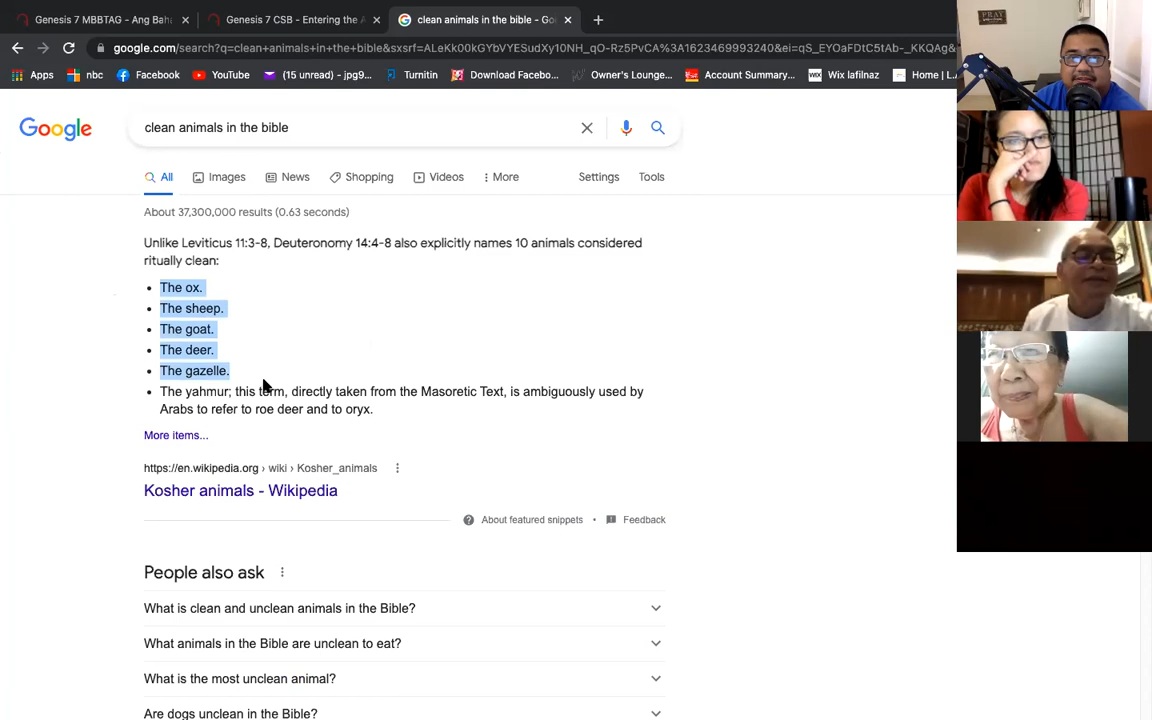 Genesis 7 MBBTAG - Ang Bah
Genesis 7 CSB - Entering the A
clean animals in the bible - Go
google.com/search?q=clean+animals+in+the+bible&sxsrf=ALeKk00kGYbVYESudXy10NH_qO-Rz5PvCA%3A1623469993240&ei=qS_EYOaFDtC5tAb-_KKQAg&
Apps
nbc
Facebook
YouTube
(15 unread) - jpg9...
Turnitin
Download Facebo...
Owner's Lounge...
Account Summary...
WIX
Wix lafilnaz
Home | L.A
PRAY
Google
clean animals in the bible
All
Images
News
Shopping
Videos
More
Settings
Tools
About 37,300,000 results (0.63 seconds)
Unlike Leviticus 11:3-8, Deuteronomy 14:4-8 also explicitly names 10 animals considered
ritually clean:
• The ox.
• The sheep.
• The goat.
• The deer.
• The gazelle.
• The yahmur; this term, directly taken from the Masoretic Text, is ambiguously used by
Arabs to refer to roe deer and to oryx.
More items...
https://en.wikipedia.org › wiki › Kosher_animals
Kosher animals - Wikipedia
About featured snippets
•
Feedback
People also ask
What is clean and unclean animals in the Bible?
What animals in the Bible are unclean to eat?
What is the most unclean animal?
Are dogs unclean in the Bible?